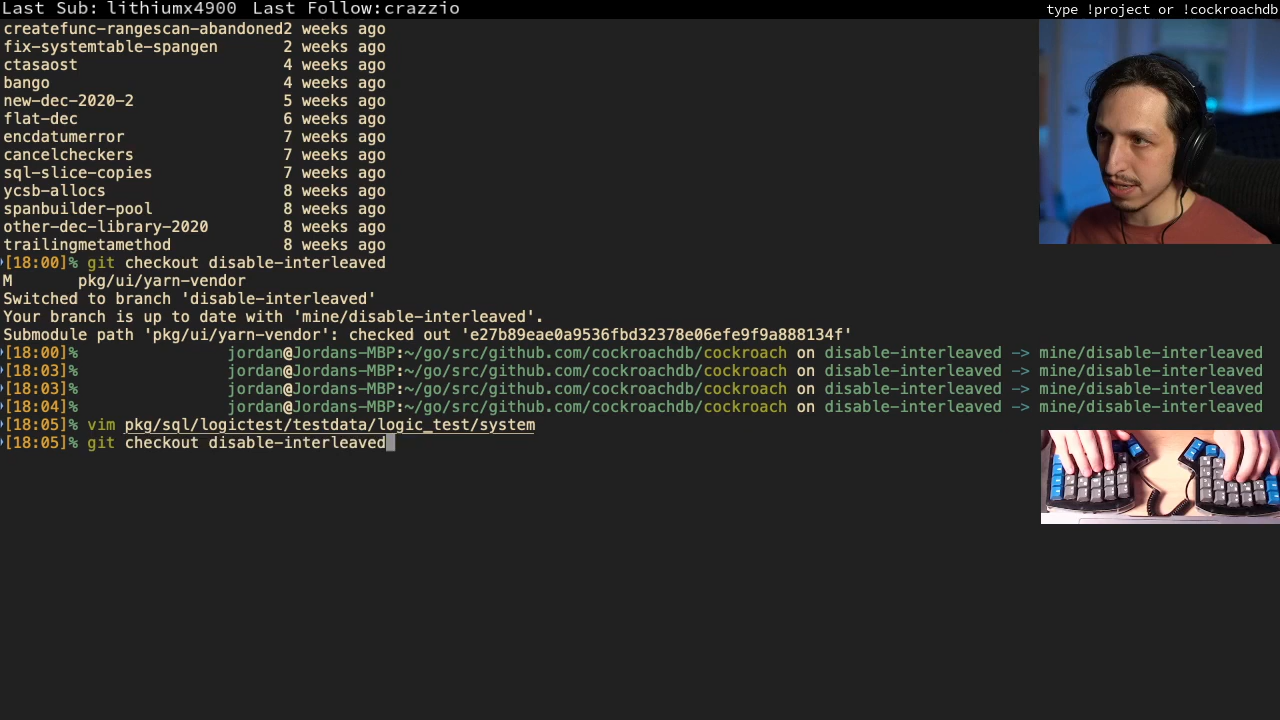 Last Sub: lithiumx4900 Last Follow:crazzio
type !project or !cockroachdb
createfunc-rangescan-abandoned2 weeks ago
fix-systemtable-spangen 2 weeks ago
ctasaost 4 weeks ago
bango 4 weeks ago
new-dec-2020-2 5 weeks ago
flat-dec 6 weeks ago
encdatumerror 7 weeks ago
cancelcheckers 7 weeks ago
sql-slice-copies 7 weeks ago
ycsb-allocs 8 weeks ago
spanbuilder-pool 8 weeks ago
other-dec-library-2020 8 weeks ago
trailingmetamethod 8 weeks ago
[18:00]% git checkout disable-interleaved
M pkg/ui/yarn-vendor
Switched to branch 'disable-interleaved'
Your branch is up to date with 'mine/disable-interleaved'.
Submodule path 'pkg/ui/yarn-vendor': checked out 'e27b89eae0a9536fbd32378e06efe9f9a888134f'
[18:00]% jordan@Jordans-MBP:~/go/src/github.com/cockroachdb/cockroach on disable-interleaved -> mine/disable-interleaved
[18:03]% jordan@Jordans-MBP:~/go/src/github.com/cockroachdb/cockroach on disable-interleaved -> mine/disable-interleaved
[18:03]% jordan@Jordans-MBP:~/go/src/github.com/cockroachdb/cockroach on disable-interleaved -> mine/disable-interleaved
[18:04]% jordan@Jordans-MBP:~/go/src/github.com/cockroachdb/cockroach on disable-interleaved -> mine/disable-interleaved
[18:05]% vim pkg/sql/logictest/testdata/logic_test/system
[18:05]% git checkout disable-interleaved